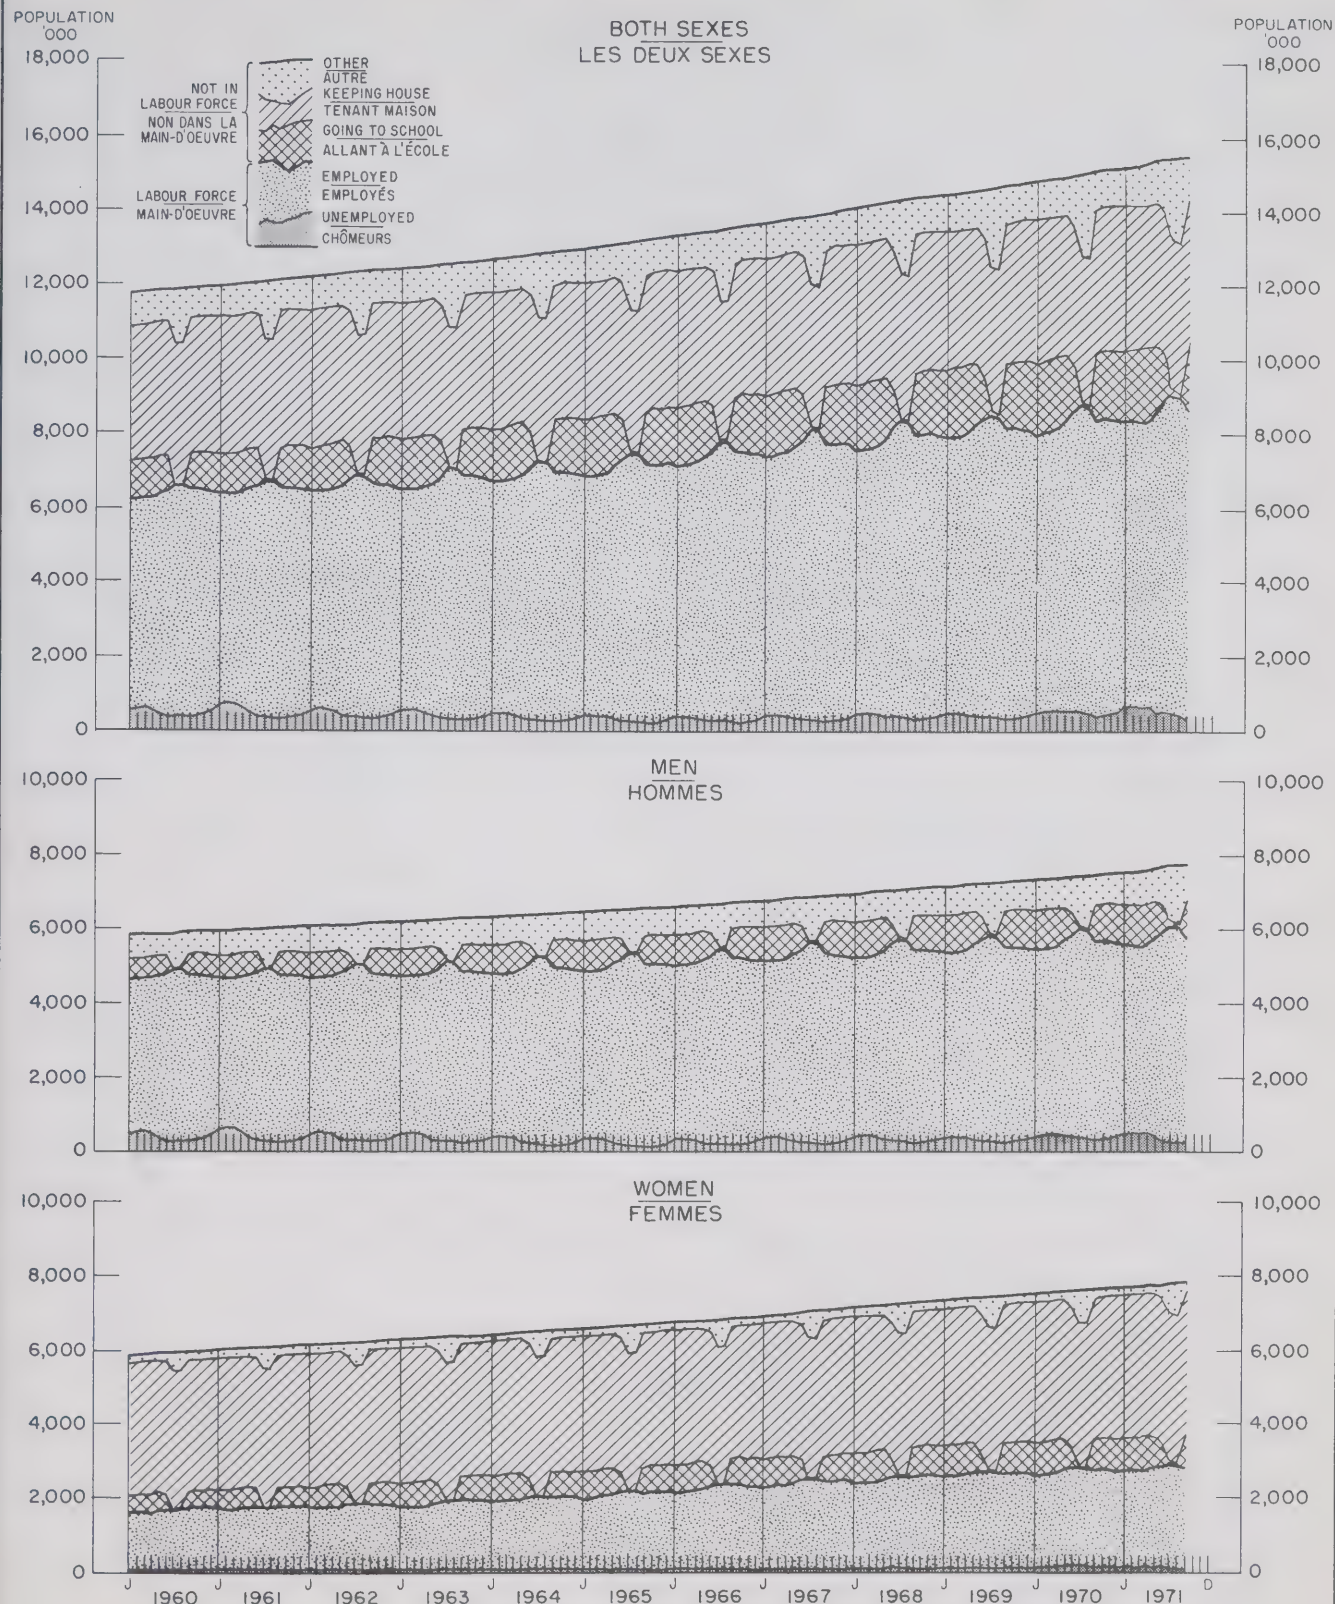 POPULATION
'000
BOTH SEXES
LES DEUX SEXES
POPULATION
'000
18,000
16,000
14,000
12,000
10,000
8,000
6,000
4,000
2,000
0
NOT IN
LABOUR FORCE
NON DANS LA
MAIN-D'OEUVRE
LABOUR FORCE
MAIN-D'OEUVRE
OTHER
AUTRE
KEEPING HOUSE
TENANT MAISON
GOING TO SCHOOL
ALLANT À L'ÉCOLE
EMPLOYED
EMPLOYÉS
UNEMPLOYED
CHÔMEURS
18,000
16,000
14,000
12,000
10,000
8,000
6,000
4,000
2,000
0
MEN
HOMMES
10,000
8,000
6,000
4,000
2,000
0
10,000
8,000
6,000
4,000
2,000
0
WOMEN
FEMMES
10,000
8,000
6,000
4,000
2,000
0
10,000
8,000
6,000
4,000
2,000
0
J J J J J J J J J J J J D
1960 1961 1962 1963 1964 1965 1966 1967 1968 1969 1970 1971